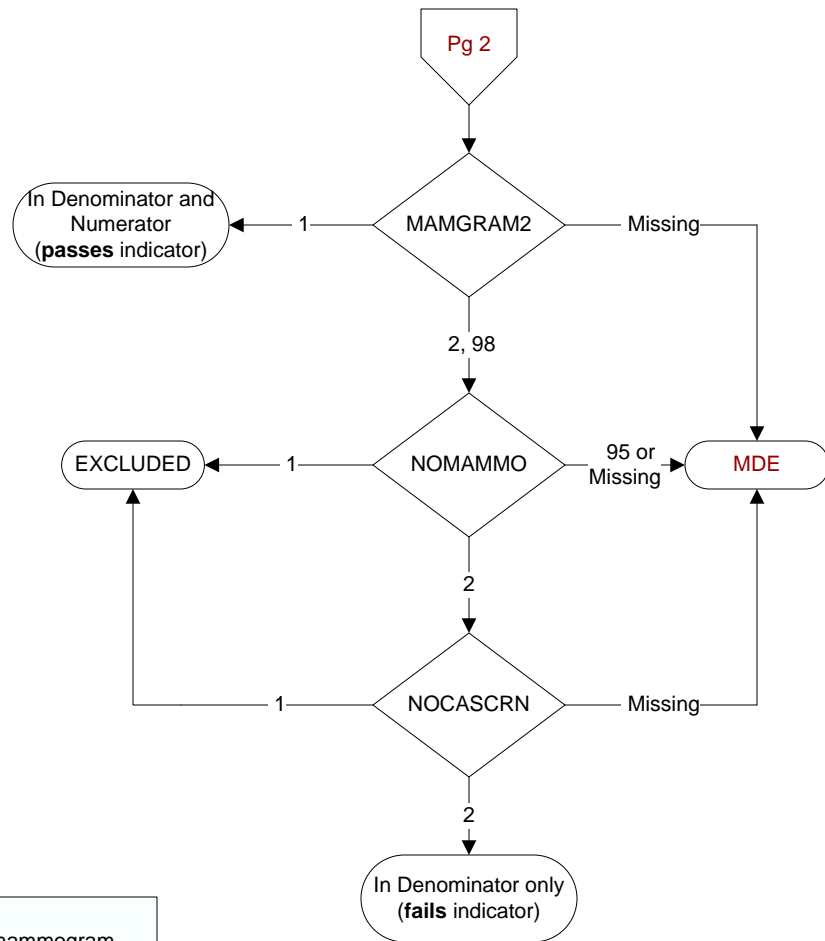 Pg 2
MAMGRAM2
In Denominator and
Numerator
(passes indicator)
1
Missing
2, 98
EXCLUDED
1
NOMAMMO
95 or
Missing
MDE
2
1
NOCASCRN
Missing
2
In Denominator only
(fails indicator)
mammogram